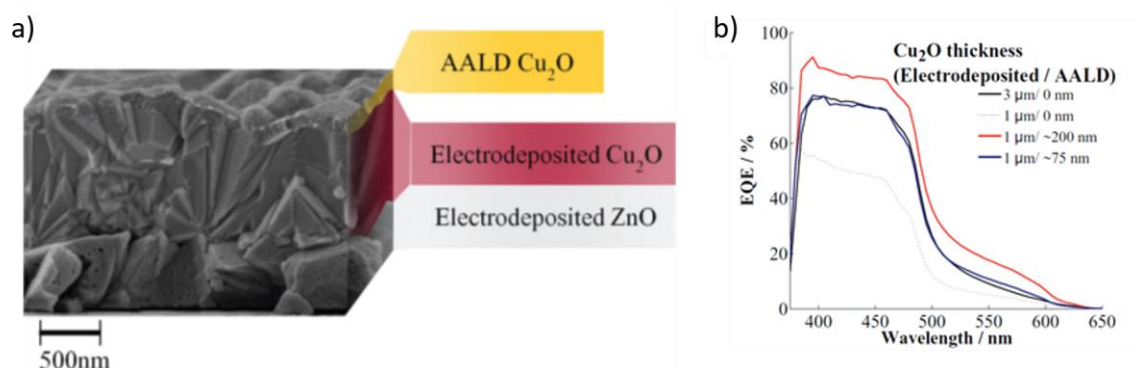 a)
AALD Cu₂O
Electrodeposited Cu₂O
Electrodeposited ZnO
500nm
b)
100
80
60
40
20
0
EQE / %
Cu₂O thickness
(Electrodeposited / AALD)
3 µm/ 0 nm
1 µm/ 0 nm
1 µm/ ~200 nm
1 µm/ ~75 nm
400 450 500 550 600 650
Wavelength / nm